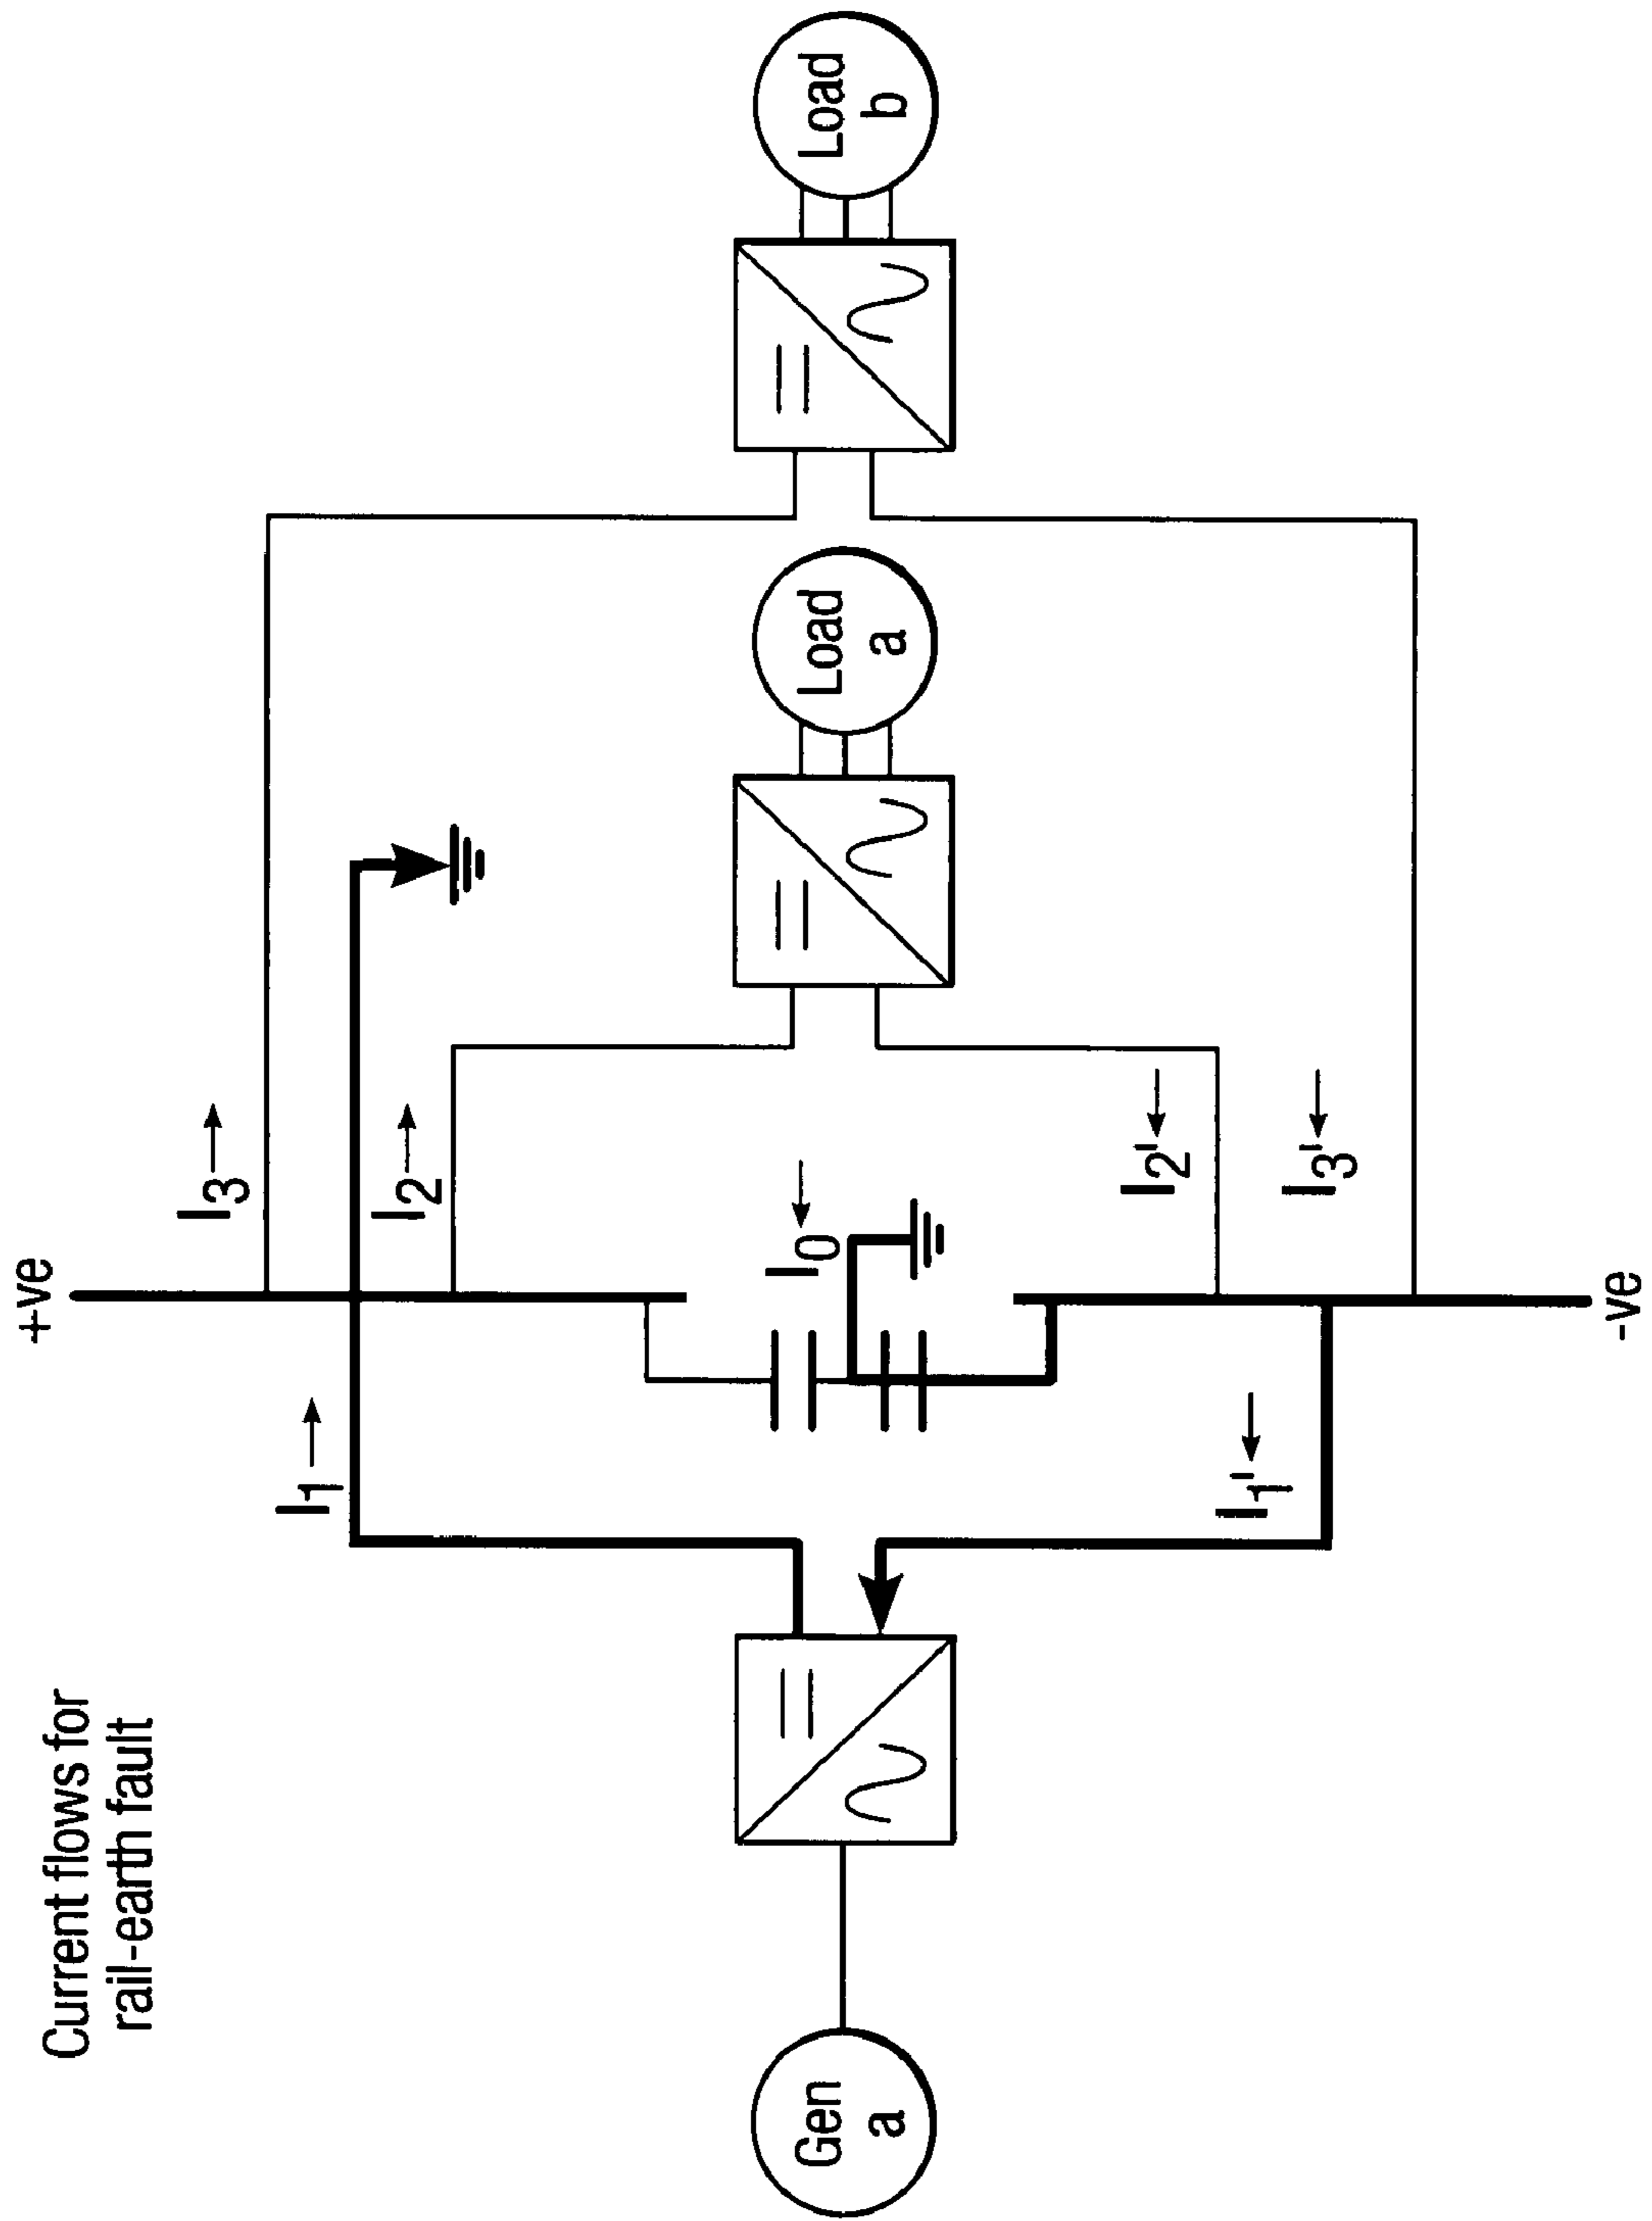 Current flows for
rail-earth fault
+ve
I3
I1
I2
I0
I1'
I2'
I3'
-ve
Gen
a
Load
a
Load
b